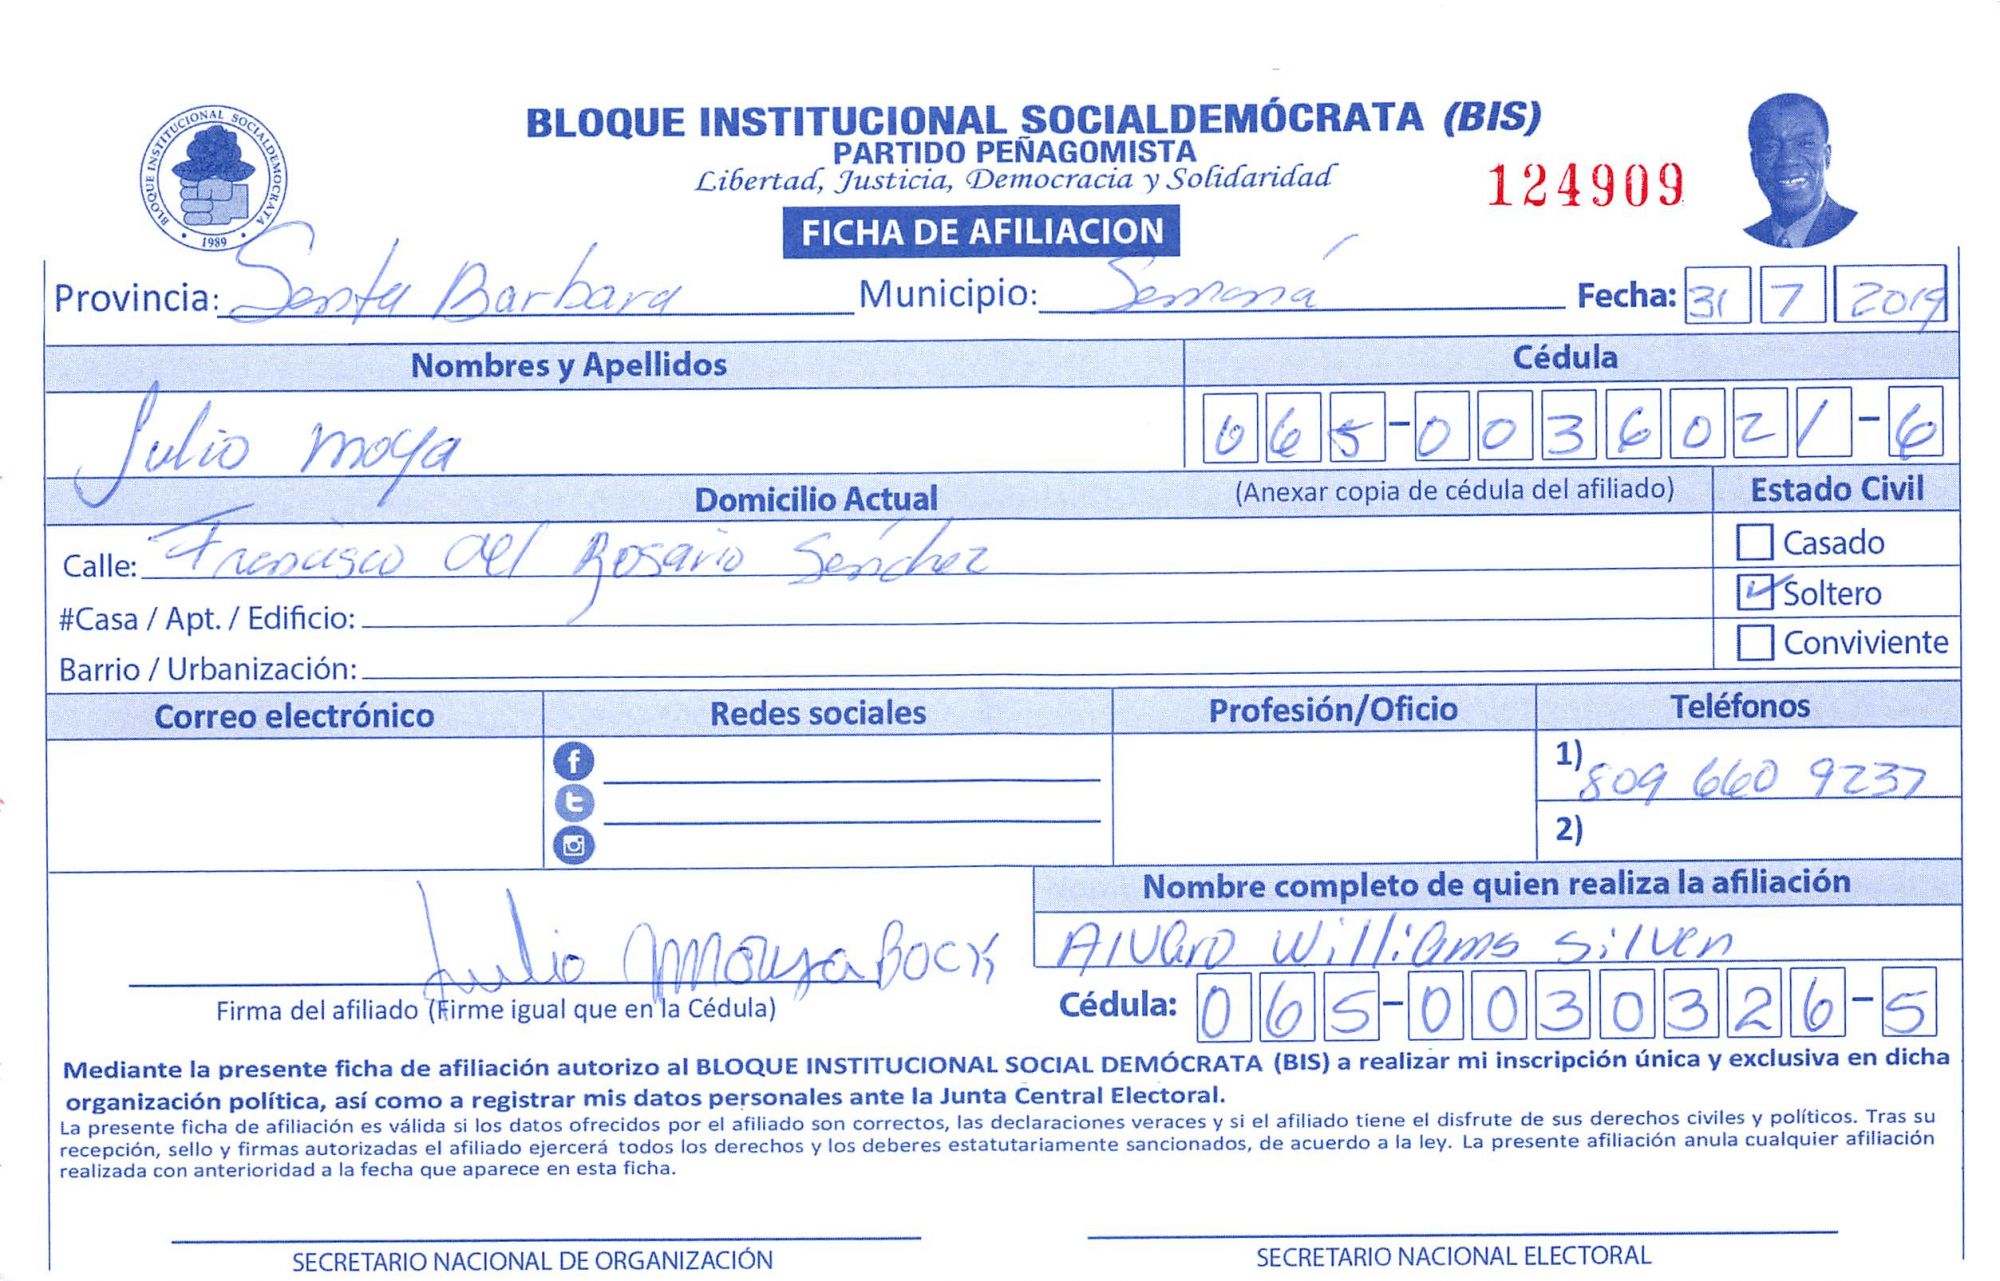 BLOQUE INSTITUCIONAL SOCIALDEMÓCRATA
1989
BLOQUE INSTITUCIONAL SOCIALDEMÓCRATA (BIS)
PARTIDO PEÑAGOMISTA
Libertad, Justicia, Democracia y Solidaridad
124909
FICHA DE AFILIACION
Provincia: Santa Barbara Municipio: Samaná Fecha: 31 7 2019
Nombres y Apellidos Cédula
Julio moya 065-0036021-6
Domicilio Actual (Anexar copia de cédula del afiliado) Estado Civil
Calle: Francisco del Rosario Sánchez
Casado
#Casa / Apt. / Edificio:
Soltero
Barrio / Urbanización:
Conviviente
Correo electrónico Redes sociales Profesión/Oficio Teléfonos
1) 809 660 9237
2)
Nombre completo de quien realiza la afiliación
Julio Moya BOCK
Alvaro Williams Silven
Firma del afiliado (Firme igual que en la Cédula)
Cédula: 065-0030326-5
Mediante la presente ficha de afiliación autorizo al BLOQUE INSTITUCIONAL SOCIAL DEMÓCRATA (BIS) a realizar mi inscripción única y exclusiva en dicha
organización política, así como a registrar mis datos personales ante la Junta Central Electoral.
La presente ficha de afiliación es válida si los datos ofrecidos por el afiliado son correctos, las declaraciones veraces y si el afiliado tiene el disfrute de sus derechos civiles y políticos. Tras su
recepción, sello y firmas autorizadas el afiliado ejercerá todos los derechos y los deberes estatutariamente sancionados, de acuerdo a la ley. La presente afiliación anula cualquier afiliación
realizada con anterioridad a la fecha que aparece en esta ficha.
SECRETARIO NACIONAL DE ORGANIZACIÓN SECRETARIO NACIONAL ELECTORAL